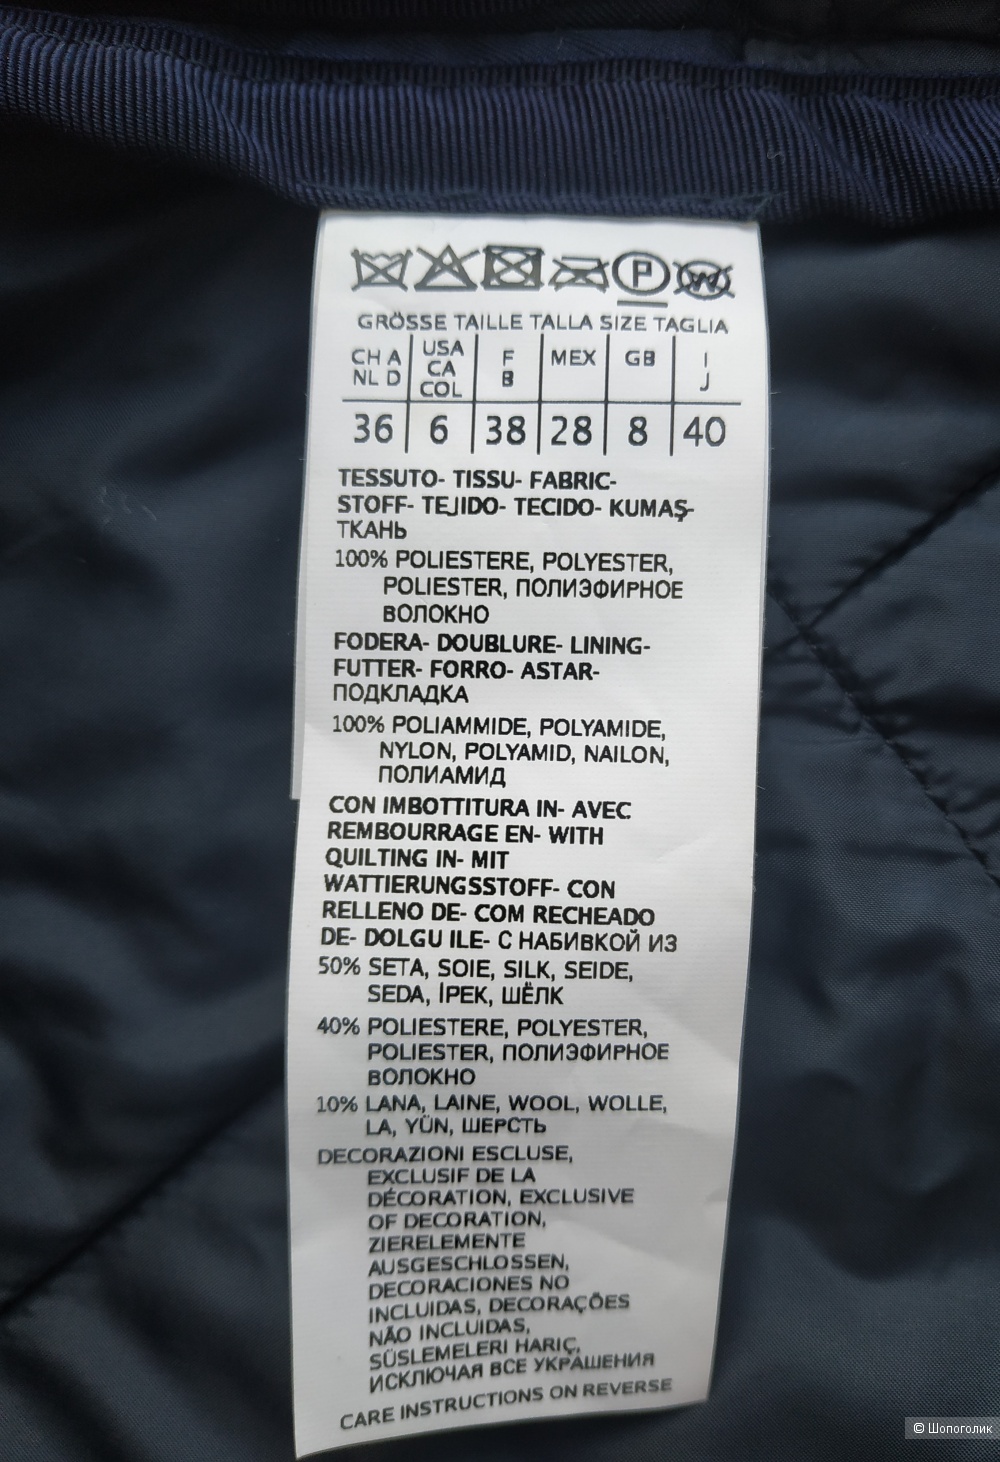 P W
GRÖSSE TAILLE TALLA SIZE TAGLIA
CH A NL D | USA CA COL | F B | MEX | GB | I J
36 | 6 | 38 | 28 | 8 | 40
TESSUTO- TISSU- FABRIC-
STOFF- TEJIDO- TECIDO- KUMAŞ-
ТКАНЬ
100% POLIESTERE, POLYESTER,
POLIESTER, ПОЛИЭФИРНОЕ
ВОЛОКНО
FODERA- DOUBLURE- LINING-
FUTTER- FORRO- ASTAR-
ПОДКЛАДКА
100% POLIAMMIDE, POLYAMIDE,
NYLON, POLYAMID, NAILON,
ПОЛИАМИД
CON IMBOTTITURA IN- AVEC
REMBOURRAGE EN- WITH
QUILTING IN- MIT
WATTIERUNGSSTOFF- CON
RELLENO DE- COM RECHEADO
DE- DOLGU ILE- С НАБИВКОЙ ИЗ
50% SETA, SOIE, SILK, SEIDE,
SEDA, İPEK, ШЁЛК
40% POLIESTERE, POLYESTER,
POLIESTER, ПОЛИЭФИРНОЕ
ВОЛОКНО
10% LANA, LAINE, WOOL, WOLLE,
LA, YÜN, ШЕРСТЬ
DECORAZIONI ESCLUSE,
EXCLUSIF DE LA
DÉCORATION, EXCLUSIVE
OF DECORATION,
ZIERELEMENTE
AUSGESCHLOSSEN,
DECORACIONES NO
INCLUIDAS, DECORAÇÕES
NÃO INCLUIDAS,
SÜSLEMELERI HARIÇ,
ИСКЛЮЧАЯ ВСЕ УКРАШЕНИЯ
CARE INSTRUCTIONS ON REVERSE
© Шопоголик